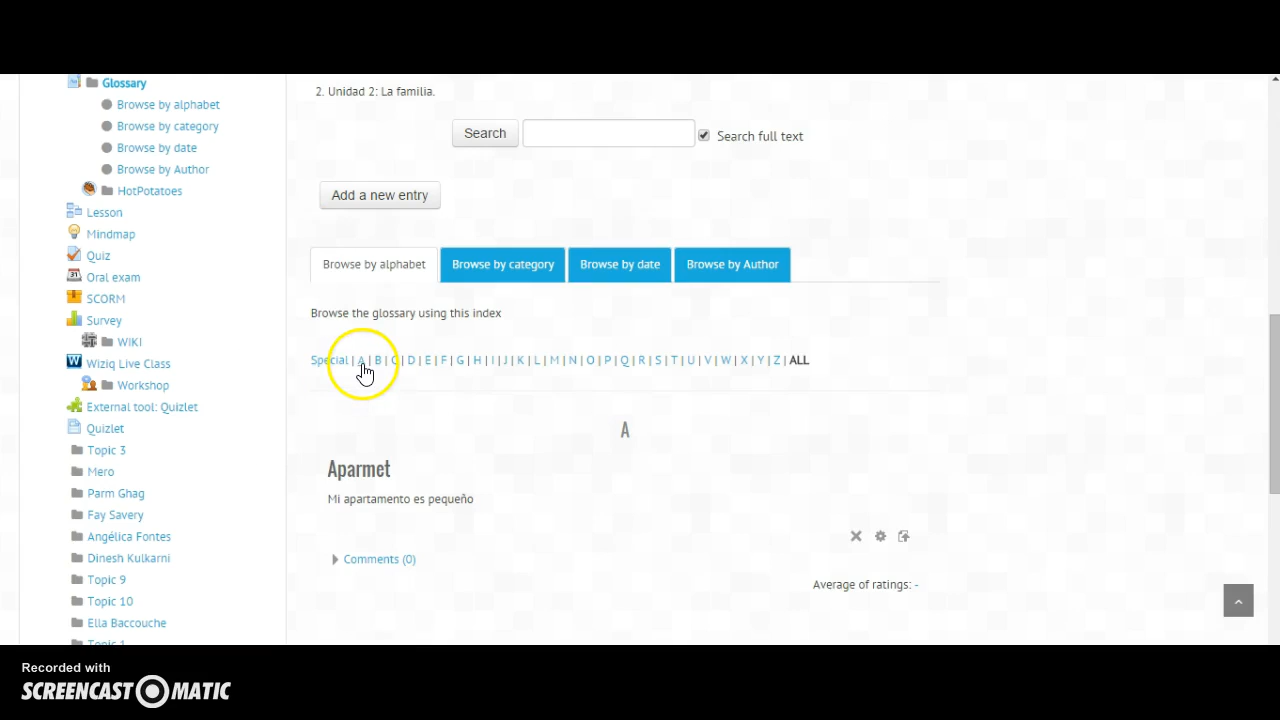 Glossary
Browse by alphabet
Browse by category
Browse by date
Browse by Author
HotPotatoes
Lesson
Mindmap
Quiz
31 Oral exam
SCORM
Survey
WIKI
W Wiziq Live Class
Workshop
External tool: Quizlet
Quizlet
Topic 3
Mero
Parm Ghag
Fay Savery
Angélica Fontes
Dinesh Kulkarni
Topic 9
Topic 10
Ella Baccouche
Topic 1
2. Unidad 2: La familia.
Search Search full text
Add a new entry
Browse by alphabet Browse by category Browse by date Browse by Author
Browse the glossary using this index
Special | A | B | C | D | E | F | G | H | I | J | K | L | M | N | O | P | Q | R | S | T | U | V | W | X | Y | Z | ALL
A
Aparmet
Mi apartamento es pequeño
Comments (0)
Average of ratings: -
Recorded with
SCREENCAST-O-MATIC